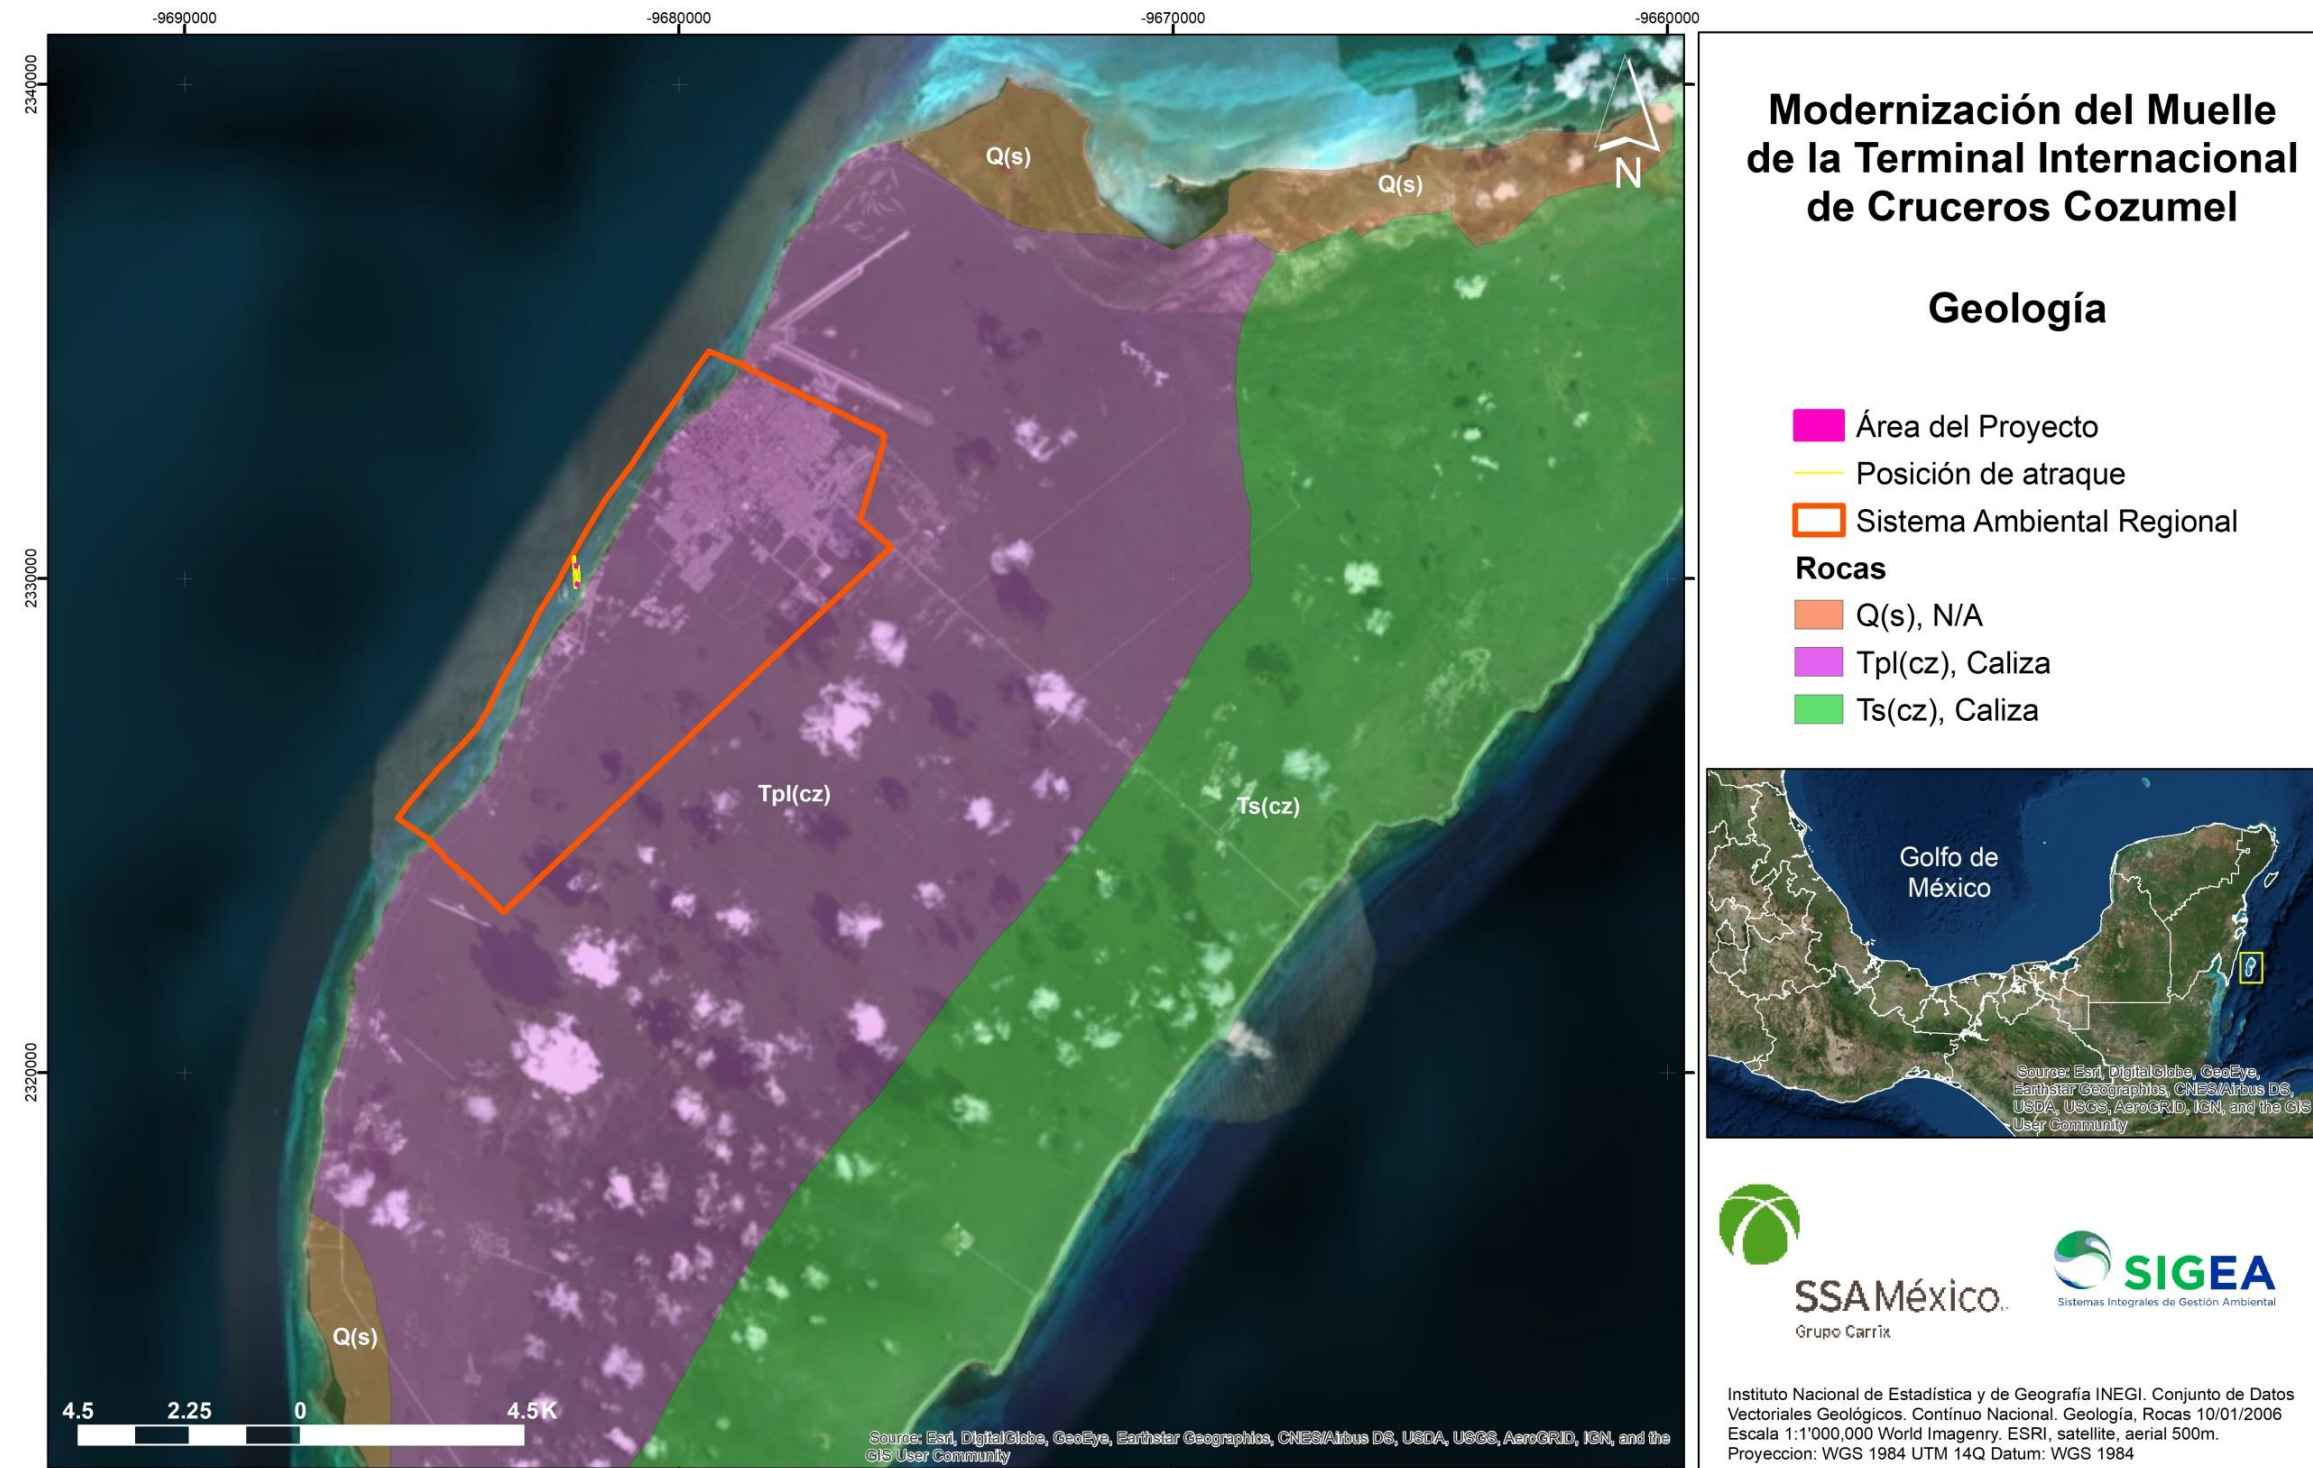 -9690000
-9680000
-9670000
-9660000
2340000
2330000
2320000
Q(s)
Q(s)
N
Tpl(cz)
Ts(cz)
Q(s)
4.5 2.25 0 4.5 K
Source: Esri, DigitalGlobe, GeoEye, Earthstar Geographics, CNES/Airbus DS, USDA, USGS, AeroGRID, IGN, and the
GIS User Community
Modernización del Muelle
de la Terminal Internacional
de Cruceros Cozumel
Geología
Área del Proyecto
Posición de atraque
Sistema Ambiental Regional
Rocas
Q(s), N/A
Tpl(cz), Caliza
Ts(cz), Caliza
Golfo de
México
Source: Esri, DigitalGlobe, GeoEye,
Earthstar Geographics, CNES/Airbus DS,
USDA, USGS, AeroGRID, IGN, and the GIS
User Community
SSA México
Grupo Carrix
SIGEA
Sistemas Integrales de Gestión Ambiental
Instituto Nacional de Estadística y de Geografía INEGI. Conjunto de Datos
Vectoriales Geológicos. Contínuo Nacional. Geología, Rocas 10/01/2006
Escala 1:1'000,000 World Imagenry. ESRI, satellite, aerial 500m.
Proyeccion: WGS 1984 UTM 14Q Datum: WGS 1984